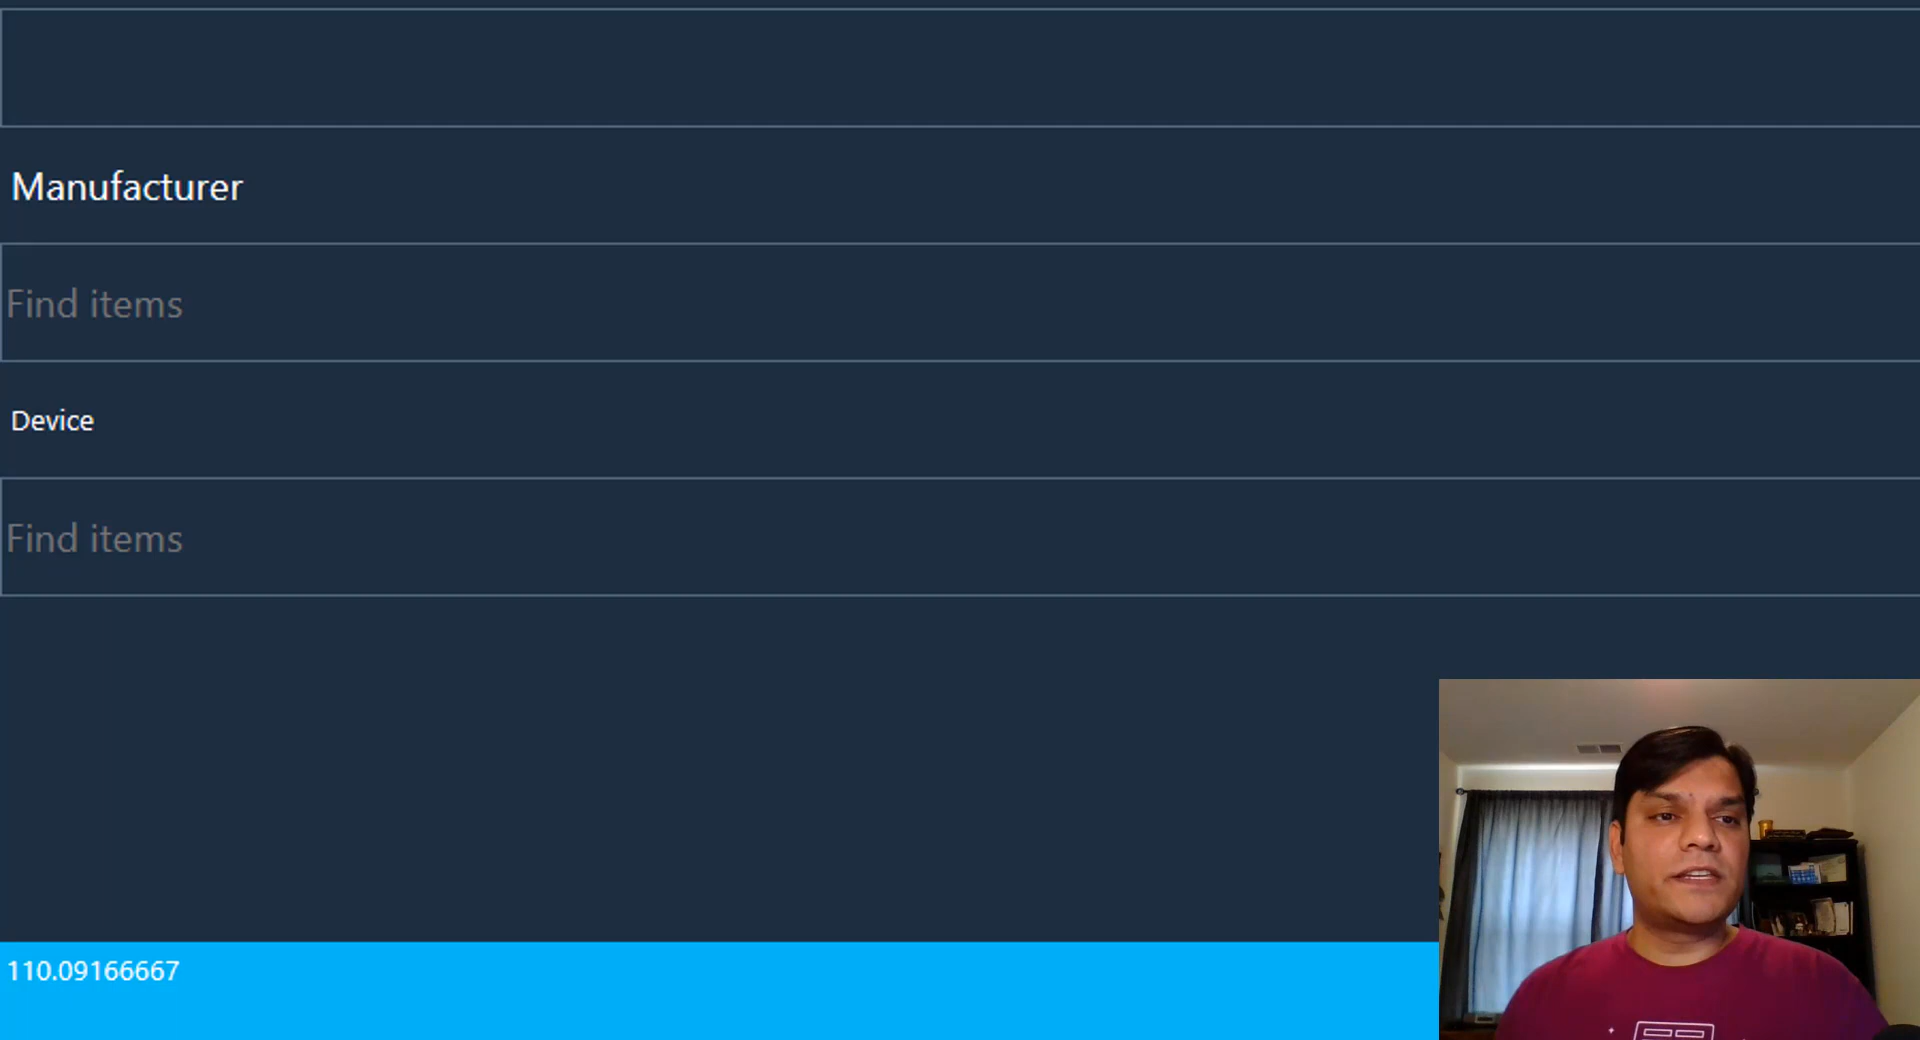 Manufacturer
Find items
Device
Find items
110.09166667